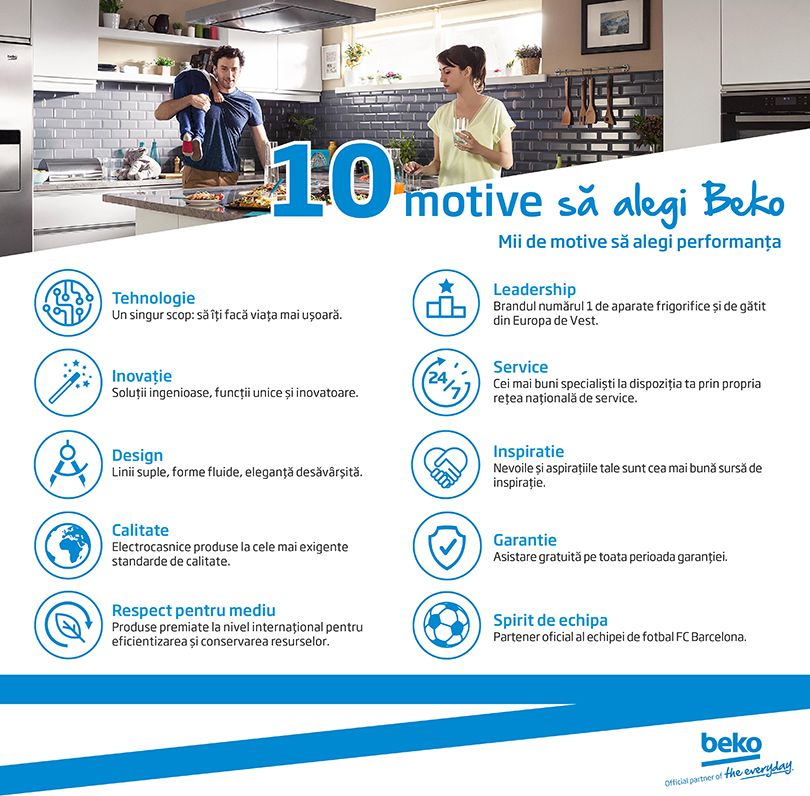 beko
10 motive să alegi Beko
Mii de motive să alegi performanța
Tehnologie
Un singur scop: să îți facă viața mai ușoară.
Inovație
Soluții ingenioase, funcții unice și inovatoare.
Design
Linii suple, forme fluide, eleganță desăvârșită.
Calitate
Electrocasnice produse la cele mai exigente
standarde de calitate.
Respect pentru mediu
Produse premiate la nivel internațional pentru
eficientizarea și conservarea resurselor.
Leadership
Brandul numărul 1 de aparate frigorifice și de gătit
din Europa de Vest.
24/7
Service
Cei mai buni specialiști la dispoziția ta prin propria
rețea națională de service.
Inspiratie
Nevoile și aspirațiile tale sunt cea mai bună sursă de
inspirație.
Garantie
Asistare gratuită pe toata perioada garanției.
Spirit de echipa
Partener oficial al echipei de fotbal FC Barcelona.
beko
Official partner of the everyday.